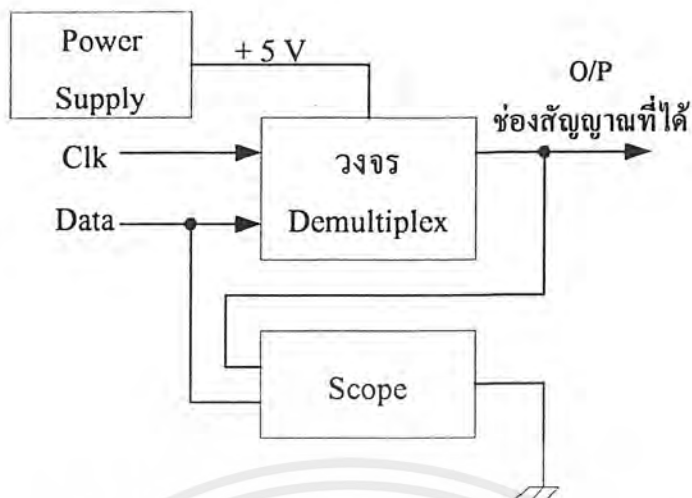 Power
Supply
+ 5 V
O/P
ช่องสัญญาณที่ได้
Clk
วงจร
Data
Demultiplex
Scope